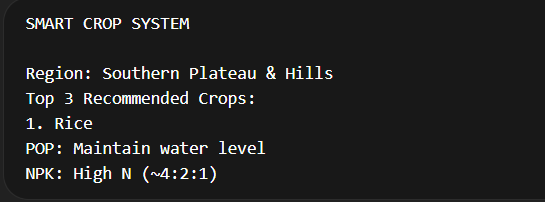 SMART CROP SYSTEM
Region: Southern Plateau & Hills
Top 3 Recommended Crops:
1. Rice
POP: Maintain water level
NPK: High N (~4:2:1)